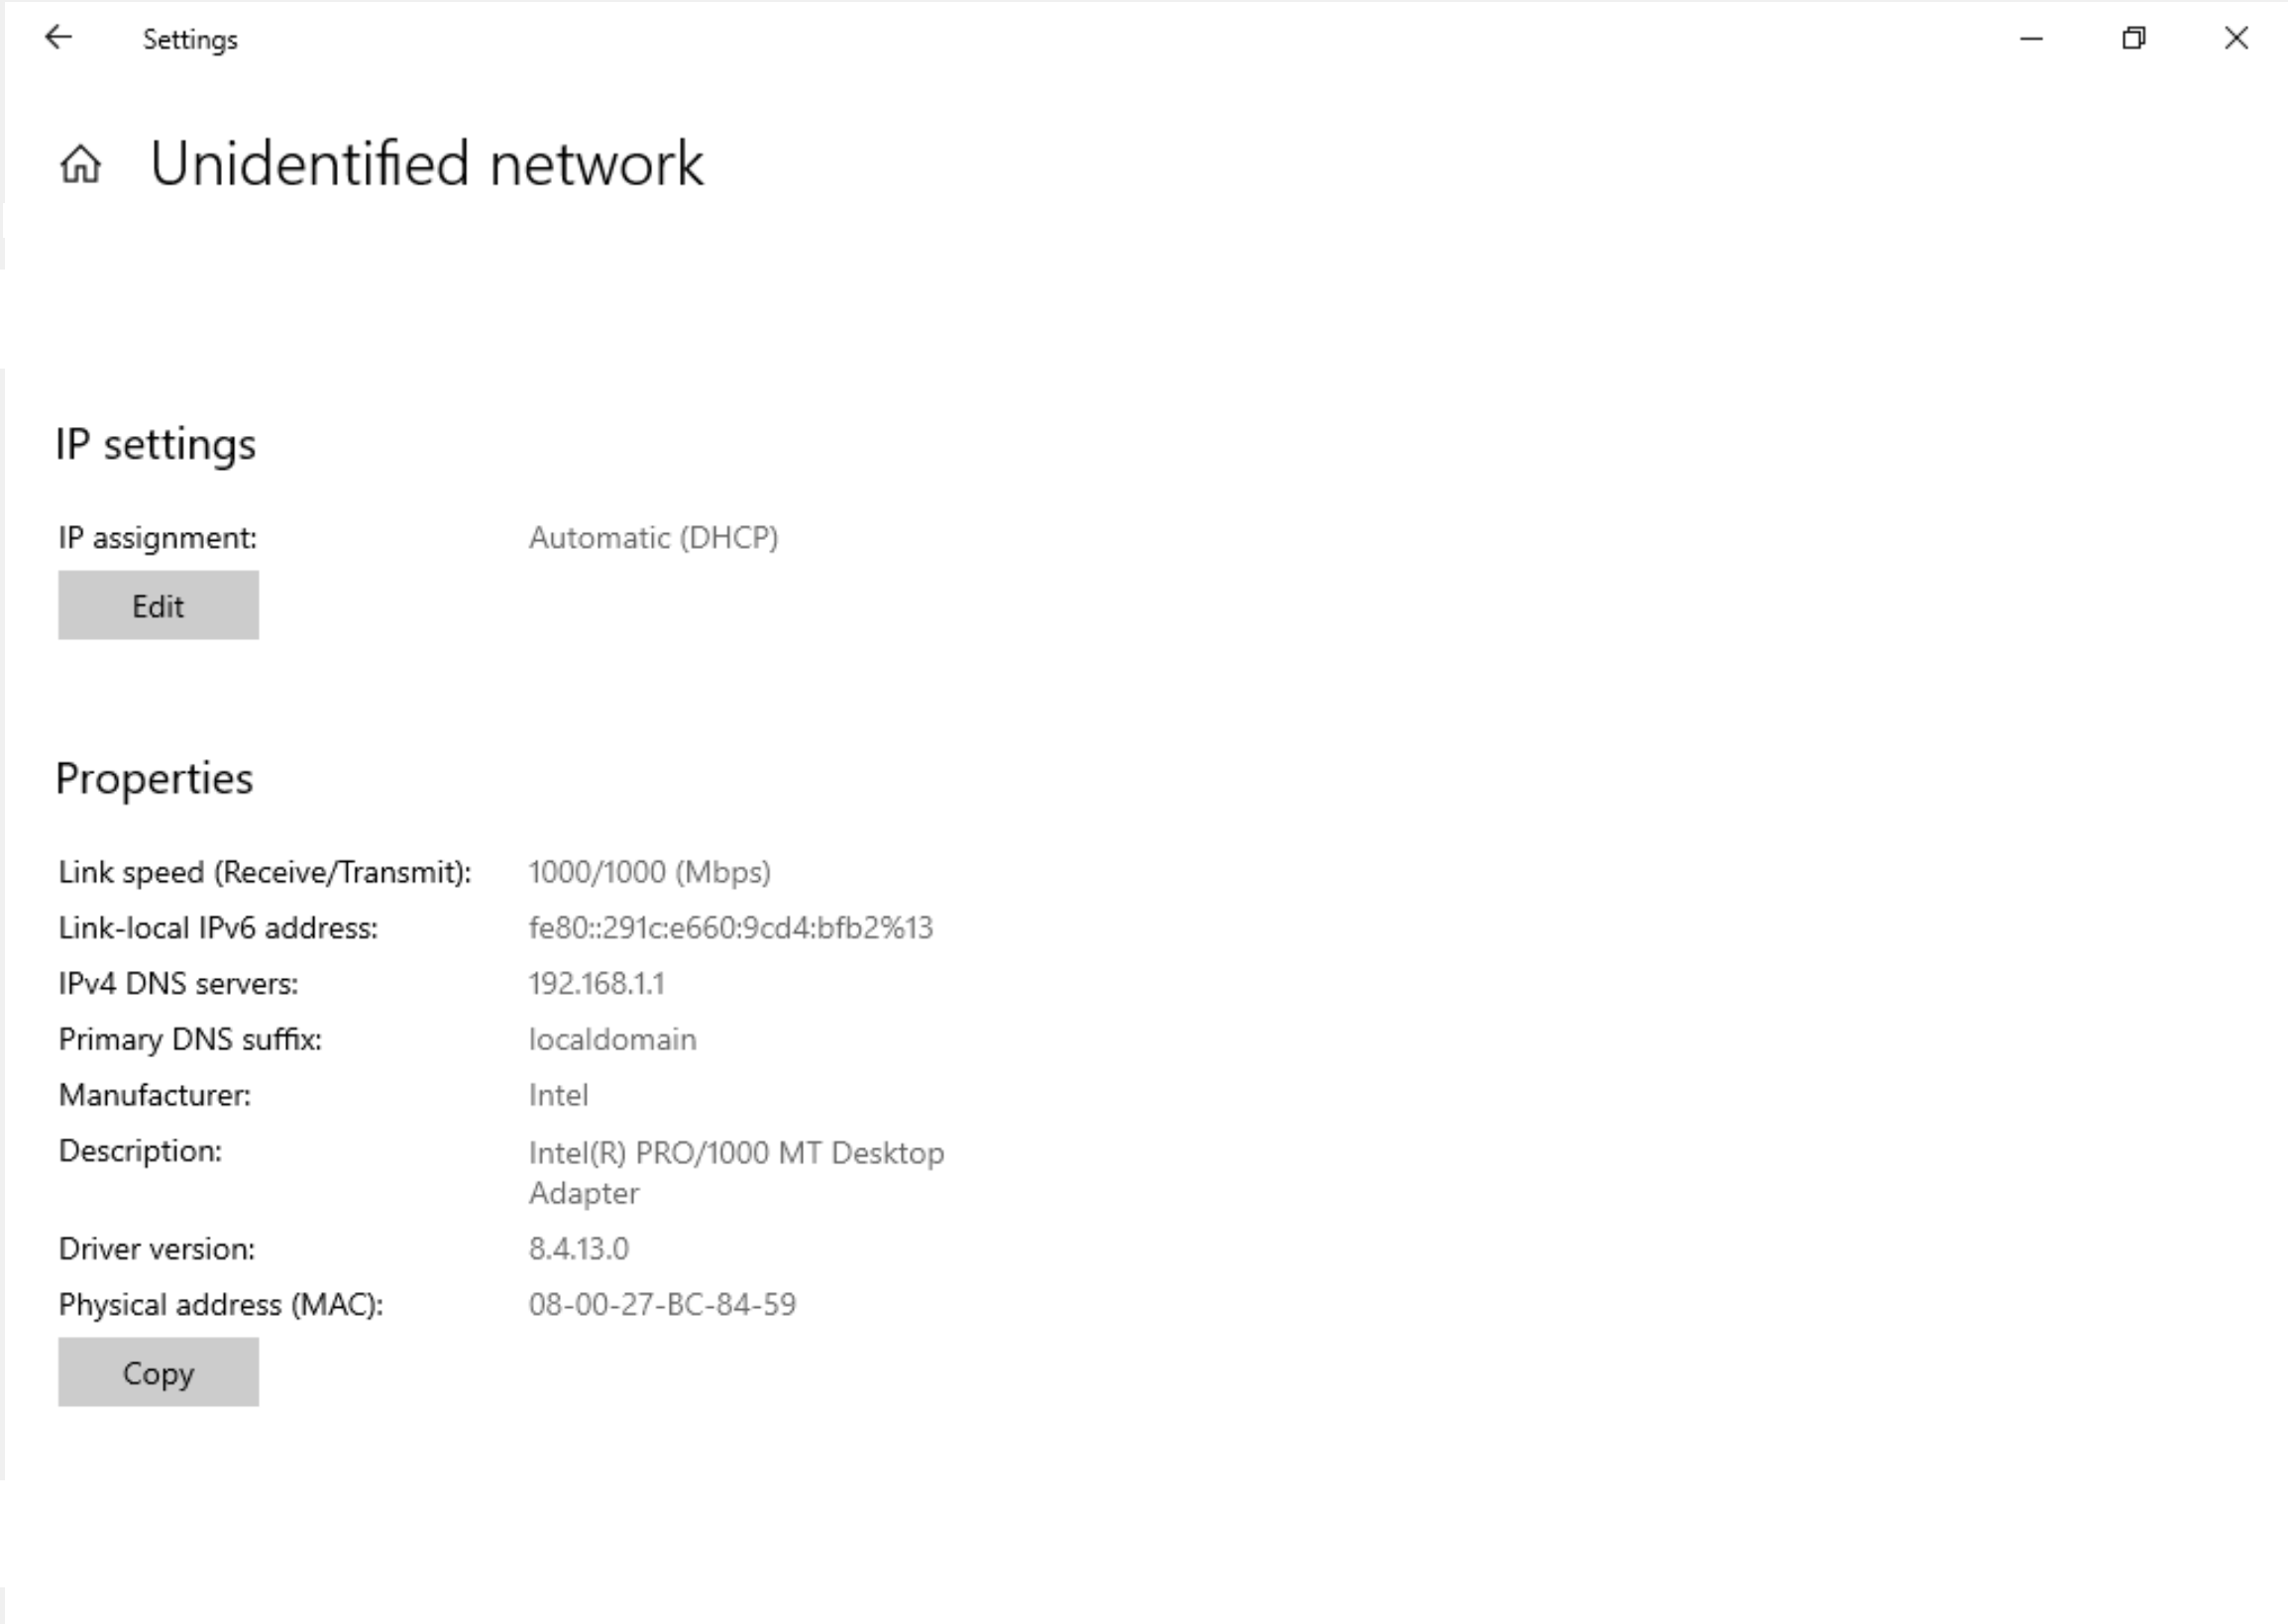 Settings
Unidentified network
IP settings
IP assignment: Automatic (DHCP)
Edit
Properties
Link speed (Receive/Transmit): 1000/1000 (Mbps)
Link-local IPv6 address: fe80::291c:e660:9cd4:bfb2%13
IPv4 DNS servers: 192.168.1.1
Primary DNS suffix: localdomain
Manufacturer: Intel
Description: Intel(R) PRO/1000 MT Desktop
Adapter
Driver version: 8.4.13.0
Physical address (MAC): 08-00-27-BC-84-59
Copy